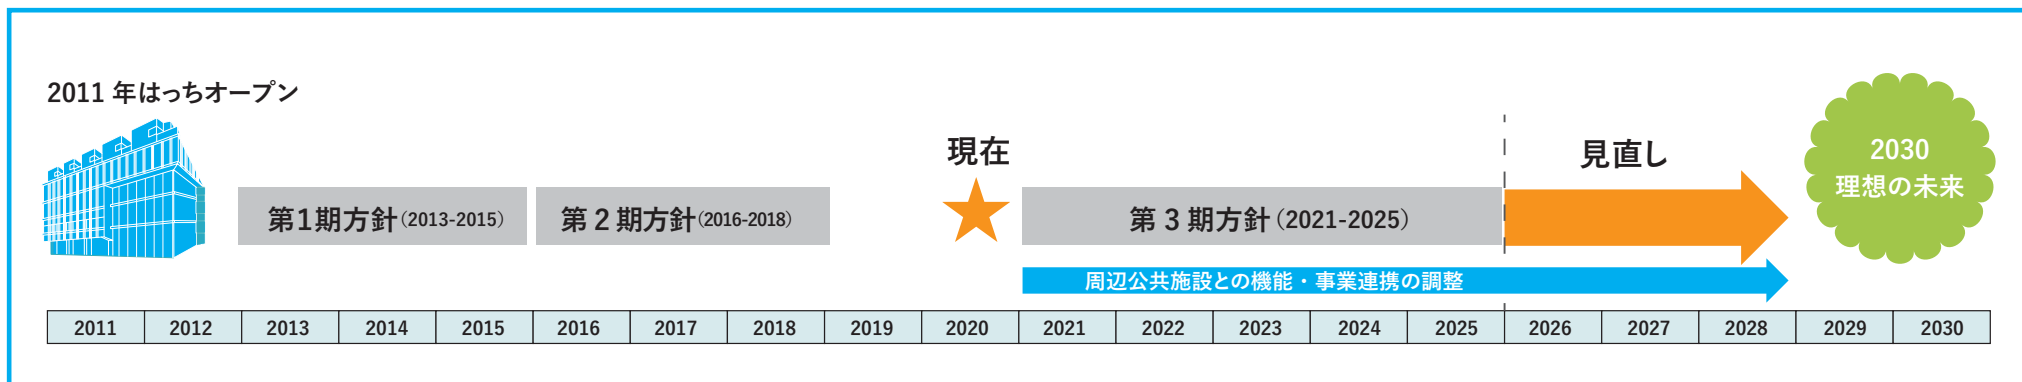 2011 年はっちオープン
現在
見直し
2030
理想の未来
第1期方針(2013-2015)
第 2 期方針(2016-2018)
第 3 期方針(2021-2025)
周辺公共施設との機能・事業連携の調整
2011 2012 2013 2014 2015 2016 2017 2018 2019 2020 2021 2022 2023 2024 2025 2026 2027 2028 2029 2030